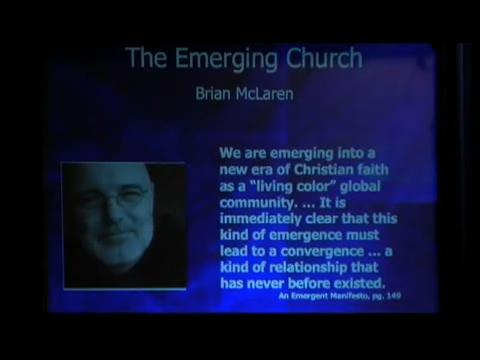 The Emerging Church
Brian McLaren
We are emerging into a
new era of Christian faith
as a "living color" global
community. ... It is
immediately clear that this
kind of emergence must
lead to a convergence ... a
kind of relationship that
has never before existed.
An Emergent Manifesto, pg. 149